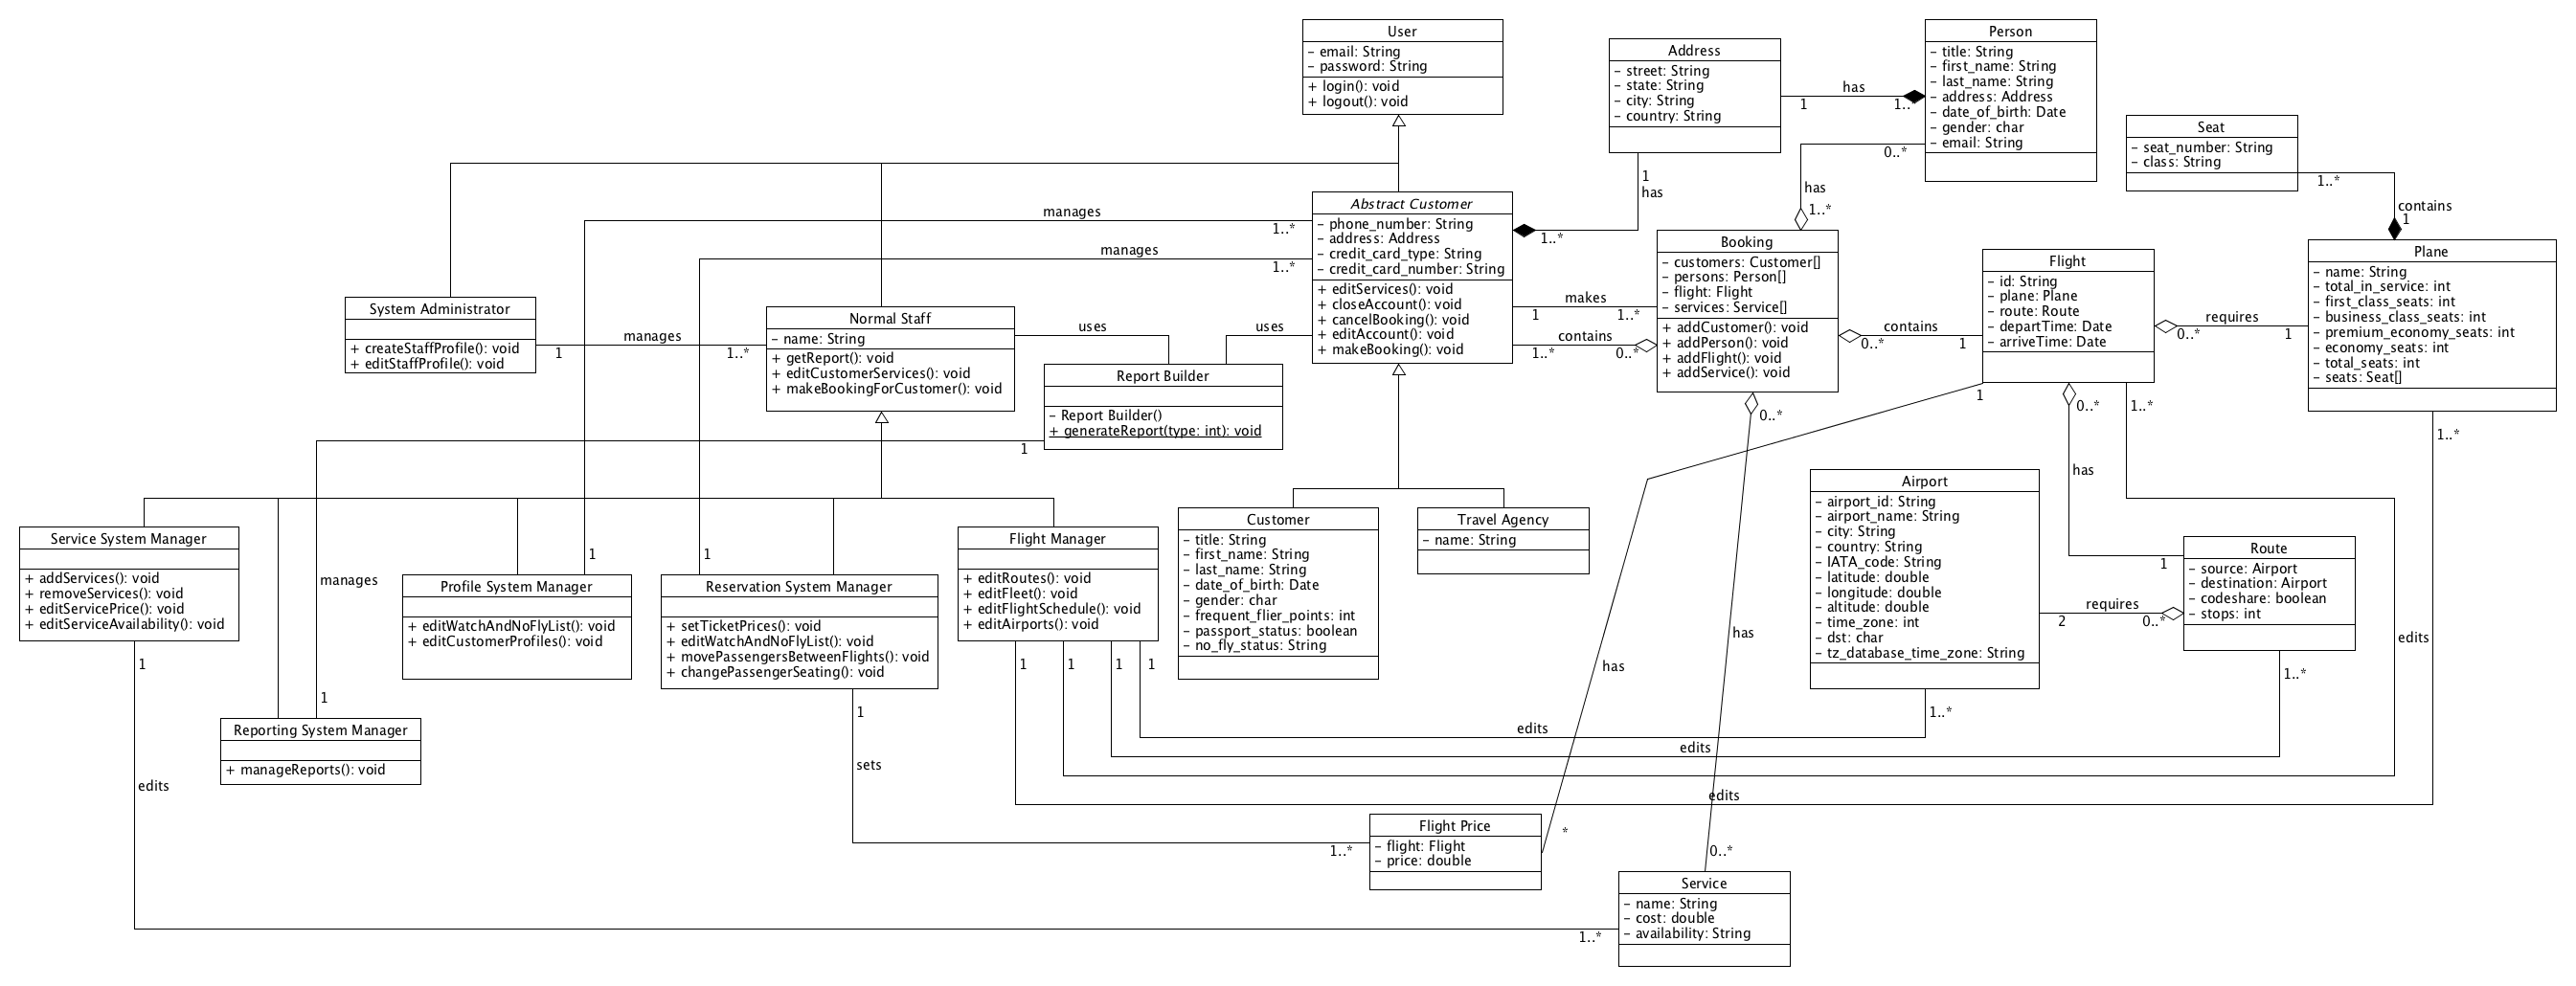 User
– email: String
– password: String
+ login(): void
+ logout(): void
Address
– street: String
– state: String
– city: String
– country: String
has
1
1..*
Person
– title: String
– first_name: String
– last_name: String
– address: Address
– date_of_birth: Date
– gender: char
– email: String
0..*
has
1..*
1
has
Seat
– seat_number: String
– class: String
1..*
contains
1
manages
1..*
manages
1..*
Abstract Customer
– phone_number: String
– address: Address
– credit_card_type: String
– credit_card_number: String
+ editServices(): void
+ closeAccount(): void
+ cancelBooking(): void
+ editAccount(): void
+ makeBooking(): void
1..*
makes
1
1..*
contains
1..*
0..*
Booking
– customers: Customer[]
– persons: Person[]
– flight: Flight
– services: Service[]
+ addCustomer(): void
+ addPerson(): void
+ addFlight(): void
+ addService(): void
contains
0..*
1
Flight
– id: String
– plane: Plane
– route: Route
– departTime: Date
– arriveTime: Date
requires
0..*
1
Plane
– name: String
– total_in_service: int
– first_class_seats: int
– business_class_seats: int
– premium_economy_seats: int
– economy_seats: int
– total_seats: int
– seats: Seat[]
System Administrator
+ createStaffProfile(): void
+ editStaffProfile(): void
manages
1
1..*
Normal Staff
– name: String
+ getReport(): void
+ editCustomerServices(): void
+ makeBookingForCustomer(): void
uses
uses
Report Builder
– Report Builder()
+ generateReport(type: int): void
1
0..*
1
0..*
1..*
1..*
has
Service System Manager
+ addServices(): void
+ removeServices(): void
+ editServicePrice(): void
+ editServiceAvailability(): void
manages
1
Profile System Manager
+ editWatchAndNoFlyList(): void
+ editCustomerProfiles(): void
1
Reservation System Manager
+ setTicketPrices(): void
+ editWatchAndNoFlyList(): void
+ movePassengersBetweenFlights(): void
+ changePassengerSeating(): void
Flight Manager
+ editRoutes(): void
+ editFleet(): void
+ editFlightSchedule(): void
+ editAirports(): void
Customer
– title: String
– first_name: String
– last_name: String
– date_of_birth: Date
– gender: char
– frequent_flier_points: int
– passport_status: boolean
– no_fly_status: String
Travel Agency
– name: String
Airport
– airport_id: String
– airport_name: String
– city: String
– country: String
– IATA_code: String
– latitude: double
– longitude: double
– altitude: double
– time_zone: int
– dst: char
– tz_database_time_zone: String
1
requires
2
0..*
Route
– source: Airport
– destination: Airport
– codeshare: boolean
– stops: int
has
has
edits
1
1
1
1
1
1..*
1..*
1
1
Reporting System Manager
+ manageReports(): void
edits
edits
sets
edits
edits
Flight Price
– flight: Flight
– price: double
1..*
*
0..*
Service
– name: String
– cost: double
– availability: String
1..*